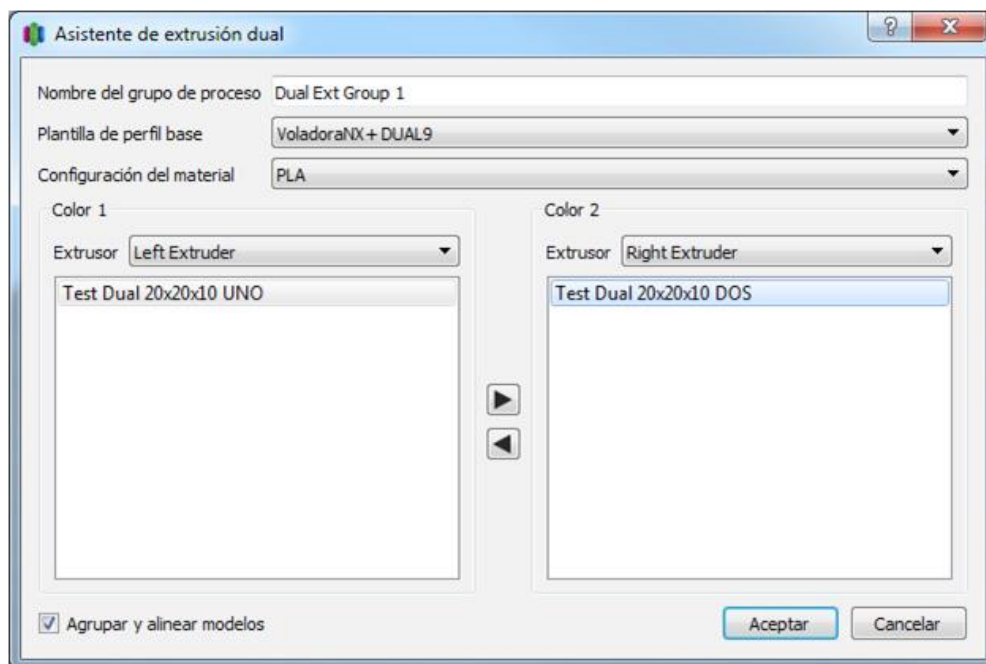 Asistente de extrusión dual
Nombre del grupo de proceso Dual Ext Group 1
Plantilla de perfil base VoladoraNX+DUAL9
Configuración del material PLA
Color 1
Extrusor Left Extruder
Test Dual 20x20x10 UNO
Color 2
Extrusor Right Extruder
Test Dual 20x20x10 DOS
Agrupar y alinear modelos
Aceptar Cancelar